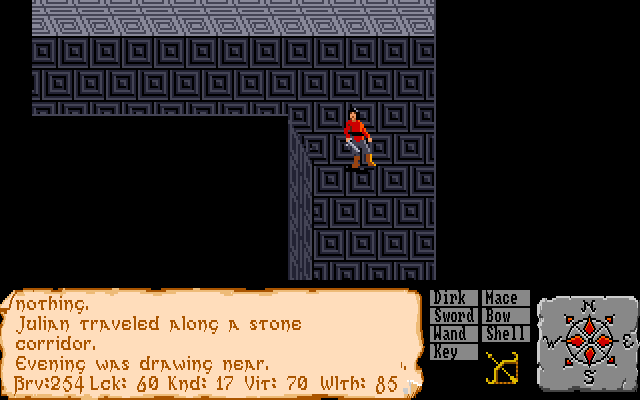 nothing.
Julian traveled along a stone
corridor.
Evening was drawing near.
Brv:254 Lck: 60 Knd: 17 Vit: 70 Wlth: 85
Dirk Mace
Sword Bow
Wand Shell
Key
N
W E
S